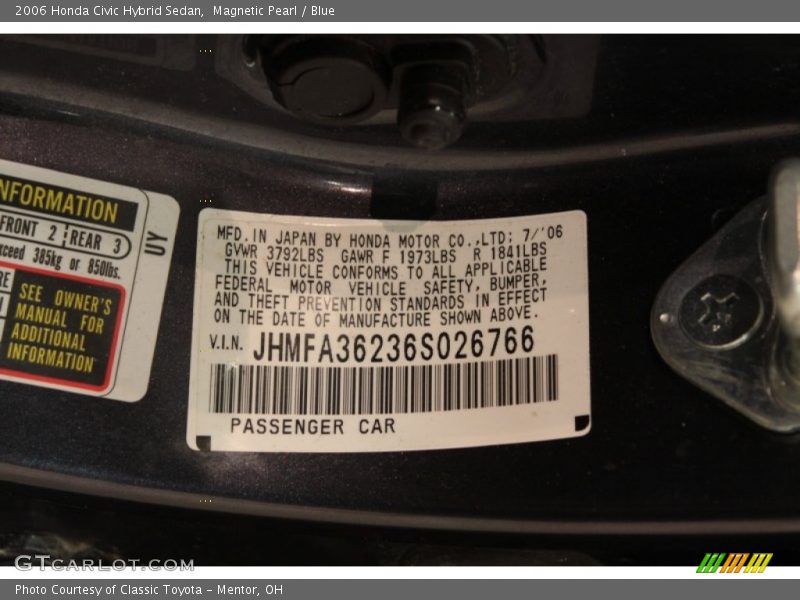 2006 Honda Civic Hybrid Sedan, Magnetic Pearl / Blue
INFORMATION
FRONT 2 REAR 3
exceed 385kg or 850lbs.
SEE OWNER'S
MANUAL FOR
ADDITIONAL
INFORMATION
UY
MFD. IN JAPAN BY HONDA MOTOR CO.,LTD; 7/'06
GVWR 3792LBS GAWR F 1973LBS R 1841LBS
THIS VEHICLE CONFORMS TO ALL APPLICABLE
FEDERAL MOTOR VEHICLE SAFETY, BUMPER,
AND THEFT PREVENTION STANDARDS IN EFFECT
ON THE DATE OF MANUFACTURE SHOWN ABOVE.
V.I.N. JHMFA36236S026766
PASSENGER CAR
GTCARLOT.COM
Photo Courtesy of Classic Toyota - Mentor, OH